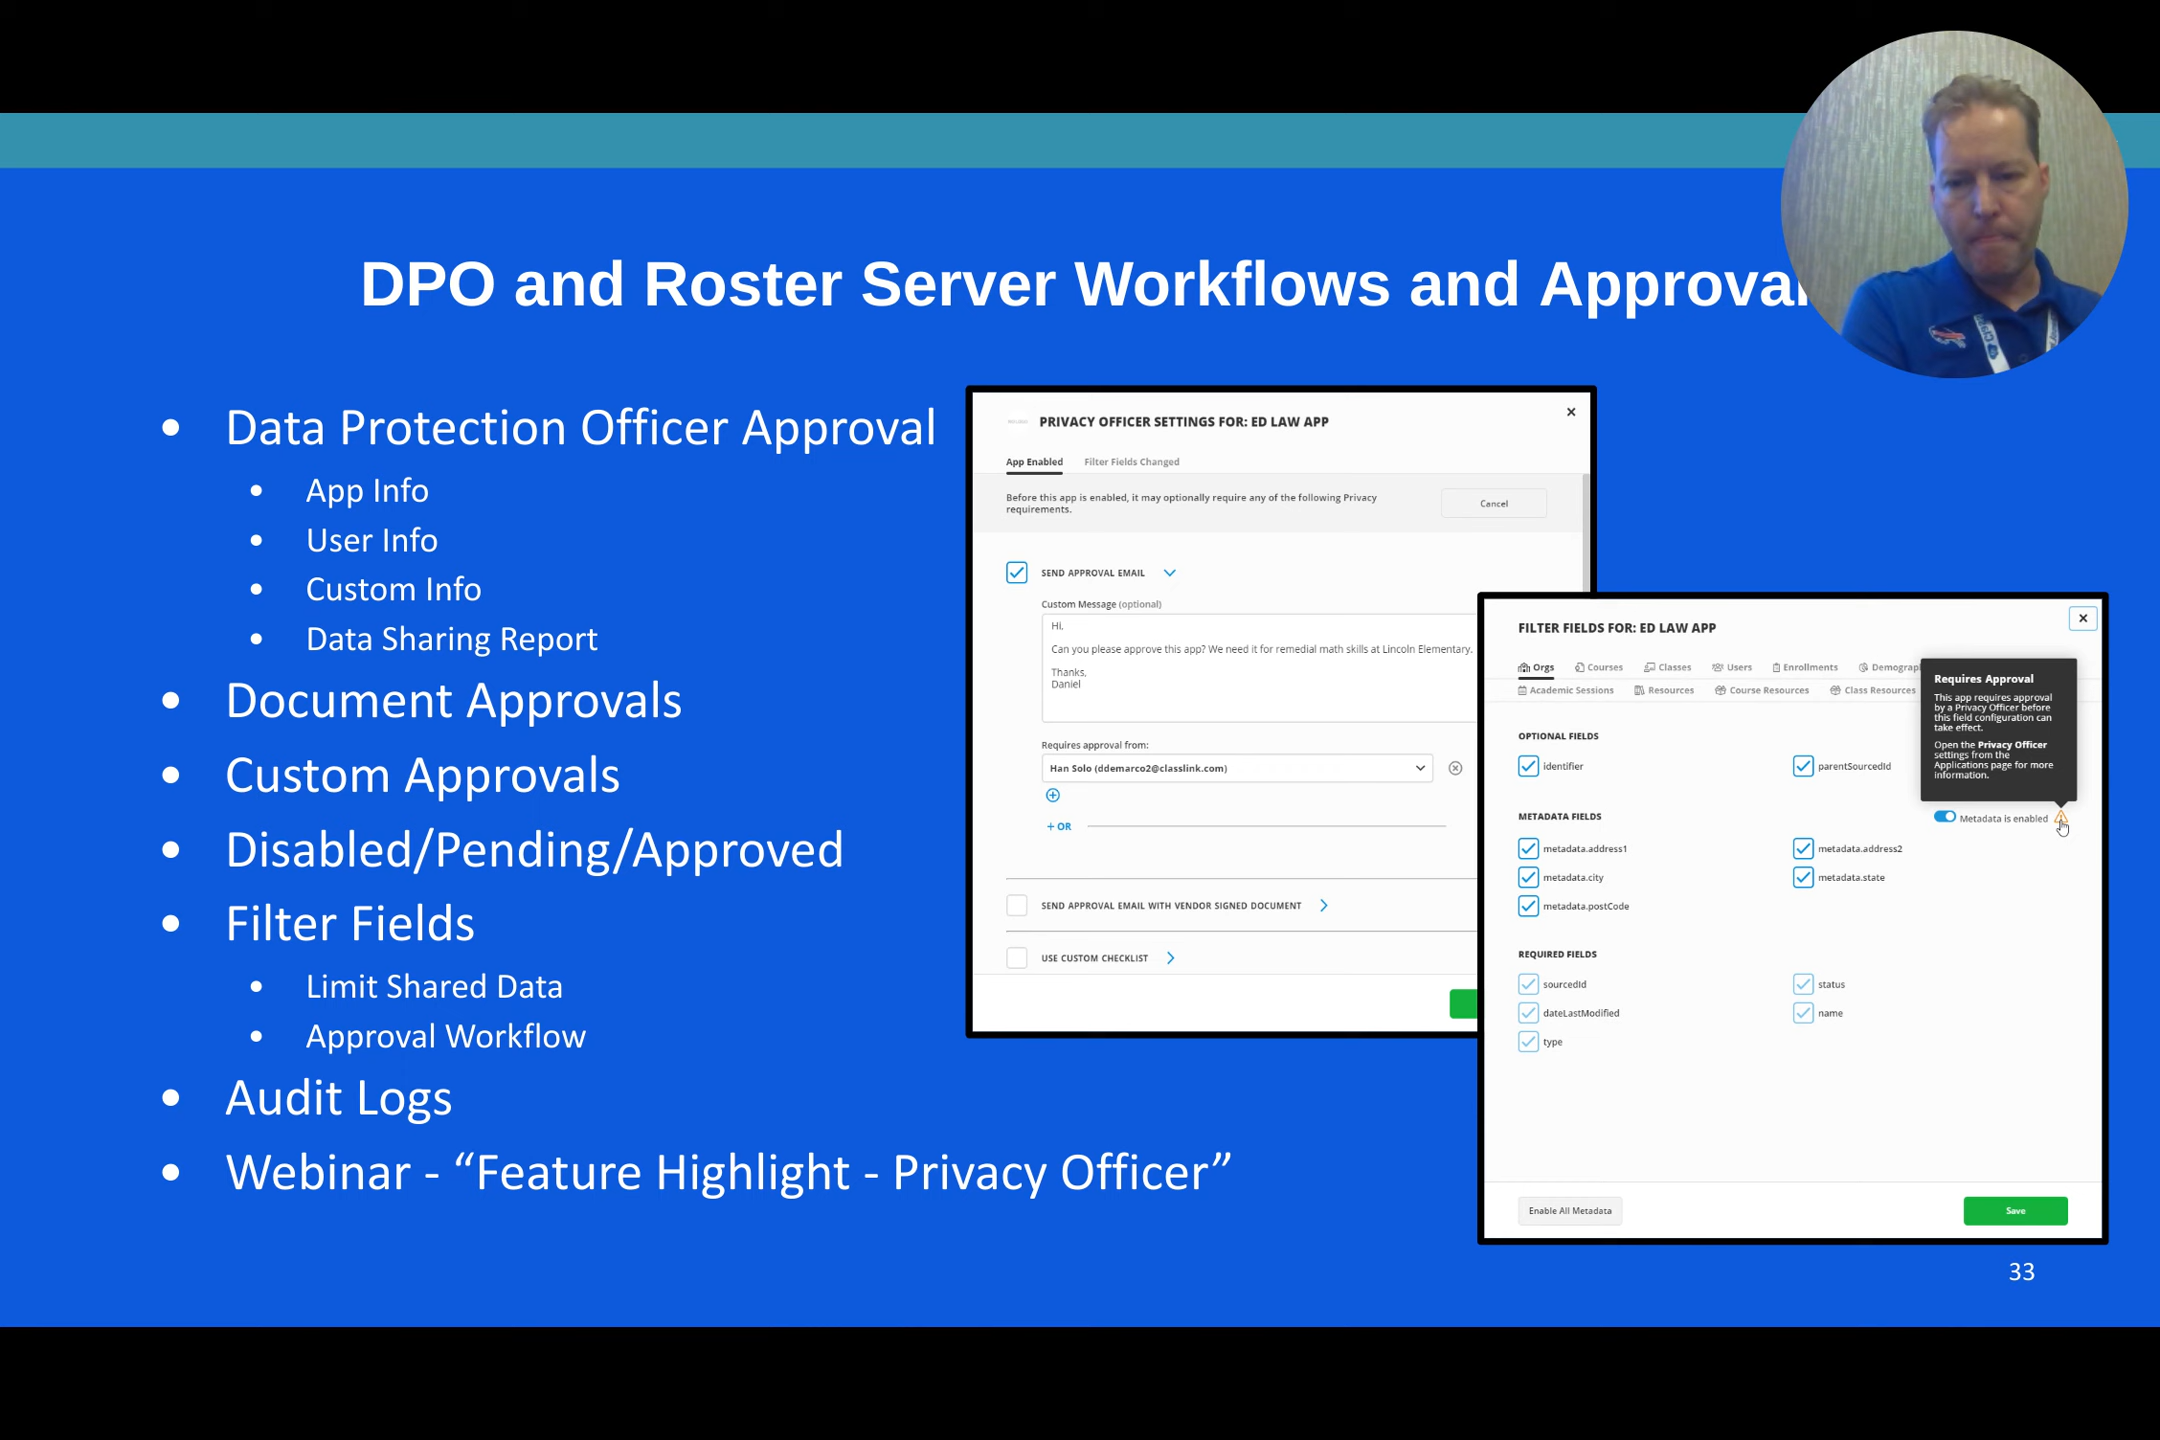 DPO and Roster Server Workflows and Approval
• Data Protection Officer Approval
• App Info
• User Info
• Custom Info
• Data Sharing Report
• Document Approvals
• Custom Approvals
• Disabled/Pending/Approved
• Filter Fields
• Limit Shared Data
• Approval Workflow
• Audit Logs
• Webinar - “Feature Highlight - Privacy Officer”
PRIVACY OFFICER SETTINGS FOR: ED LAW APP
App Enabled Filter Fields Changed
Before this app is enabled, it may optionally require any of the following Privacy
requirements.
Cancel
SEND APPROVAL EMAIL
Custom Message (optional)
Hi,
Can you please approve this app? We need it for remedial math skills at Lincoln Elementary.
Thanks,
Daniel
Requires approval from:
Han Solo (ddemarco2@classlink.com)
+ OR
SEND APPROVAL EMAIL WITH VENDOR SIGNED DOCUMENT
USE CUSTOM CHECKLIST
FILTER FIELDS FOR: ED LAW APP
Orgs Courses Classes Users Enrollments Demograp
Academic Sessions Resources Course Resources Class Resources
Requires Approval
This app requires approval
by a Privacy Officer before
this field configuration can
take effect.
Open the Privacy Officer
settings from the
Applications page for more
information.
OPTIONAL FIELDS
identifier parentSourcedId
METADATA FIELDS Metadata is enabled
metadata.address1 metadata.address2
metadata.city metadata.state
metadata.postCode
REQUIRED FIELDS
sourcedId status
dateLastModified name
type
Enable All Metadata Save
33